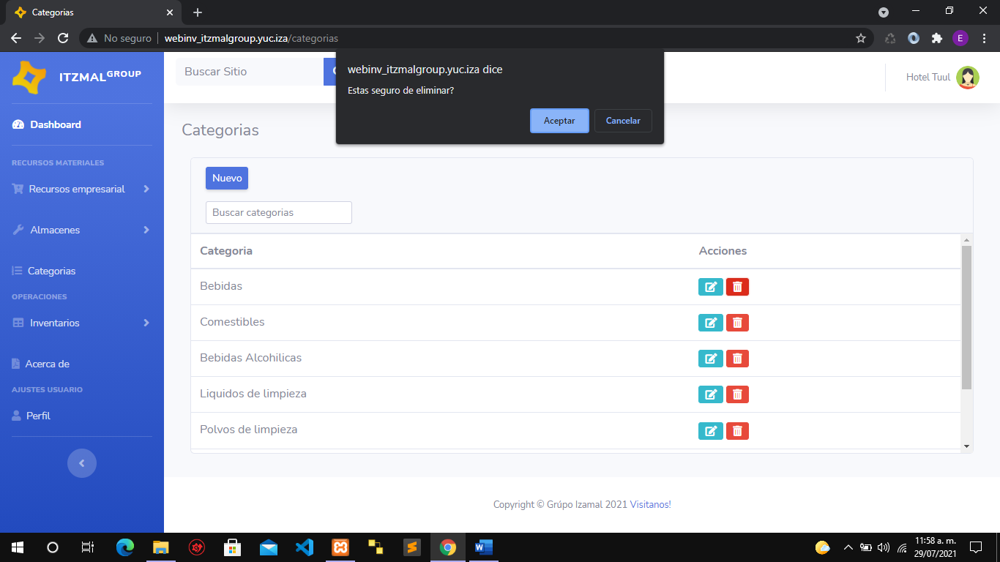 Categorias
No seguro
webinv_itzmalgroup.yuc.iza/categorias
E
ITZMAL GROUP
Buscar Sitio
webinv_itzmalgroup.yuc.iza dice
Estas seguro de eliminar?
Aceptar
Cancelar
Hotel Tuul
Dashboard
RECURSOS MATERIALES
Recursos empresarial
Almacenes
Categorias
OPERACIONES
Inventarios
Acerca de
AJUSTES USUARIO
Perfil
Categorias
Nuevo
Buscar categorias
Categoria Acciones
Bebidas
Comestibles
Bebidas Alcohilicas
Liquidos de limpieza
Polvos de limpieza
Copyright © Grúpo Izamal 2021 Visitanos!
11:58 a. m.
29/07/2021